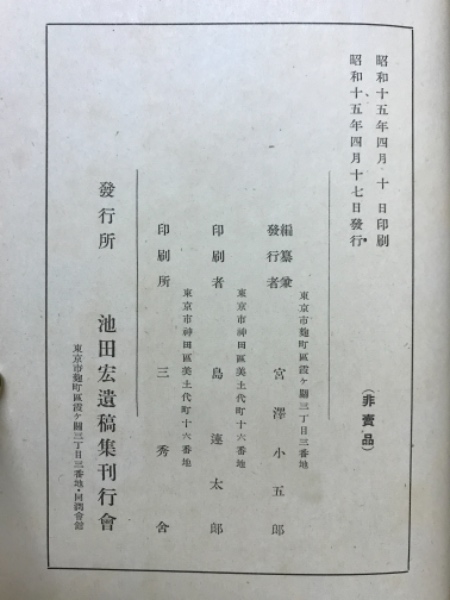 昭和十五年四月十日印刷
昭和十五年四月十七日發行
(非賣品)
東京市麹町區霞ケ關三丁目三番地
編纂兼發行者 宮澤小五郎
東京市神田區美土代町十六番地
印刷者 島連太郎
東京市神田區美土代町十六番地
印刷所 三秀舍
發行所 池田宏遺稿集刊行會
東京市麹町區霞ケ關三丁目三番地・同潤會館